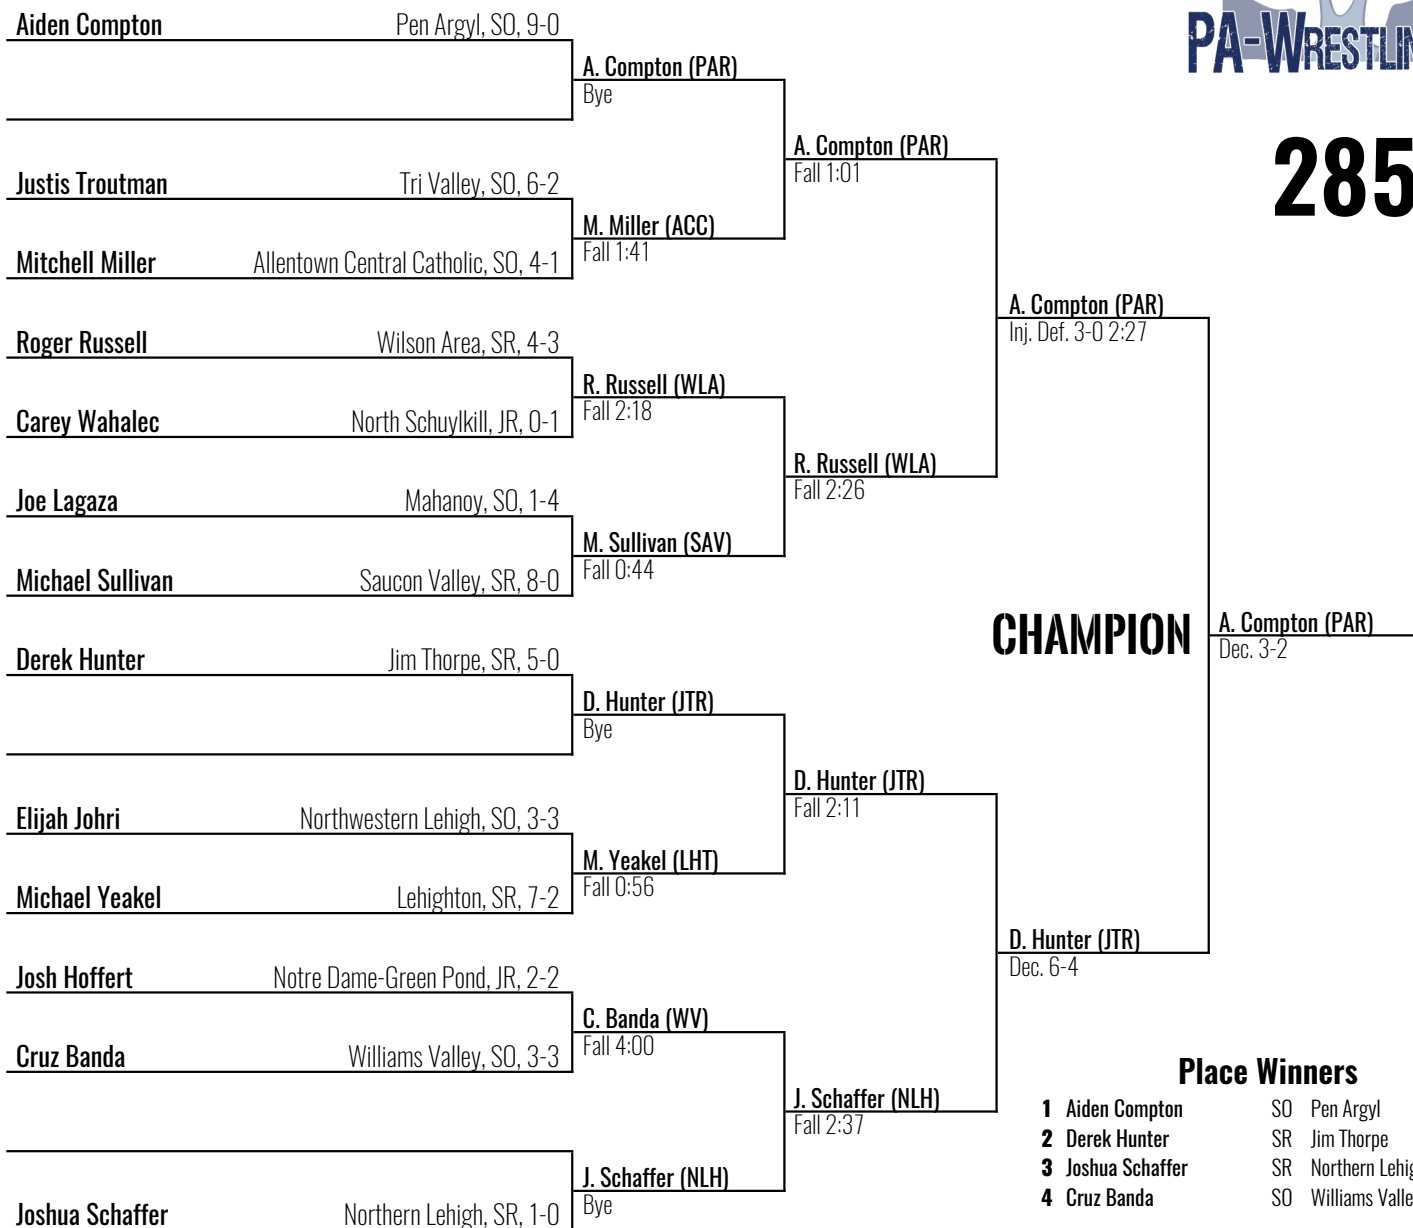 PA-WRESTLIN
285
Aiden Compton Pen Argyl, SO, 9-0
A. Compton (PAR)
Bye
A. Compton (PAR)
Fall 1:01
Justis Troutman Tri Valley, SO, 6-2
M. Miller (ACC)
Fall 1:41
Mitchell Miller Allentown Central Catholic, SO, 4-1
A. Compton (PAR)
Inj. Def. 3-0 2:27
Roger Russell Wilson Area, SR, 4-3
R. Russell (WLA)
Fall 2:18
Carey Wahalec North Schuylkill, JR, 0-1
R. Russell (WLA)
Fall 2:26
Joe Lagaza Mahanoy, SO, 1-4
M. Sullivan (SAV)
Fall 0:44
Michael Sullivan Saucon Valley, SR, 8-0
CHAMPION
A. Compton (PAR)
Dec. 3-2
Derek Hunter Jim Thorpe, SR, 5-0
D. Hunter (JTR)
Bye
D. Hunter (JTR)
Fall 2:11
Elijah Johri Northwestern Lehigh, SO, 3-3
M. Yeakel (LHT)
Fall 0:56
Michael Yeakel Lehighton, SR, 7-2
D. Hunter (JTR)
Dec. 6-4
Josh Hoffert Notre Dame-Green Pond, JR, 2-2
C. Banda (WV)
Fall 4:00
Cruz Banda Williams Valley, SO, 3-3
J. Schaffer (NLH)
Fall 2:37
J. Schaffer (NLH)
Bye
Joshua Schaffer Northern Lehigh, SR, 1-0
Place Winners
1 Aiden Compton SO Pen Argyl
2 Derek Hunter SR Jim Thorpe
3 Joshua Schaffer SR Northern Lehig
4 Cruz Banda SO Williams Valle